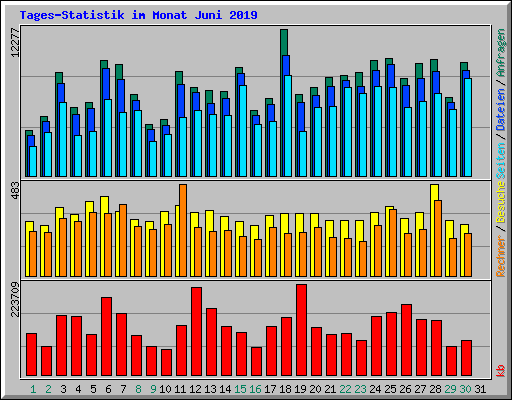 Tages-Statistik im Monat Juni 2019
12277
483
223709
Seiten / Dateien / Anfragen
Rechner / Besuche
kb
1 2 3 4 5 6 7 8 9 10 11 12 13 14 15 16 17 18 19 20 21 22 23 24 25 26 27 28 29 30 31